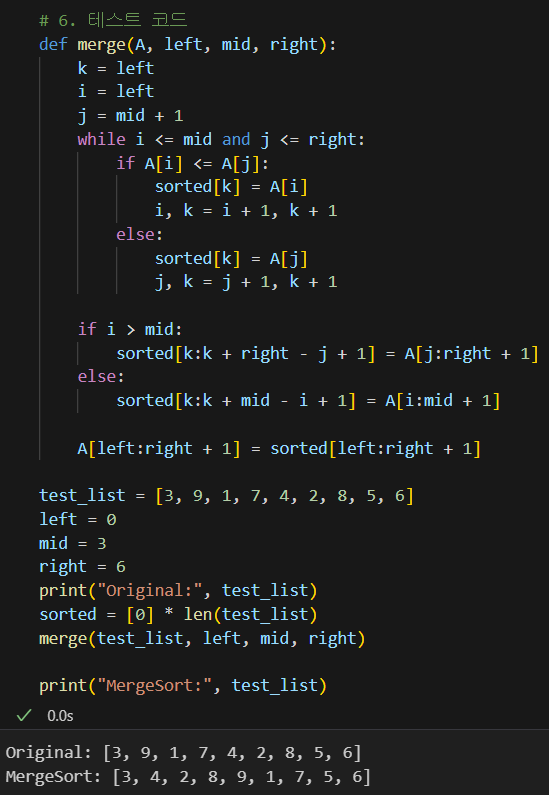 # 6. 테스트 코드
def merge(A, left, mid, right):
    k = left
    i = left
    j = mid + 1
    while i <= mid and j <= right:
        if A[i] <= A[j]:
            sorted[k] = A[i]
            i, k = i + 1, k + 1
        else:
            sorted[k] = A[j]
            j, k = j + 1, k + 1

    if i > mid:
        sorted[k:k + right - j + 1] = A[j:right + 1]
    else:
        sorted[k:k + mid - i + 1] = A[i:mid + 1]

    A[left:right + 1] = sorted[left:right + 1]

test_list = [3, 9, 1, 7, 4, 2, 8, 5, 6]
left = 0
mid = 3
right = 6
print("Original:", test_list)
sorted = [0] * len(test_list)
merge(test_list, left, mid, right)

print("MergeSort:", test_list)
0.0s
Original: [3, 9, 1, 7, 4, 2, 8, 5, 6]
MergeSort: [3, 4, 2, 8, 9, 1, 7, 5, 6]